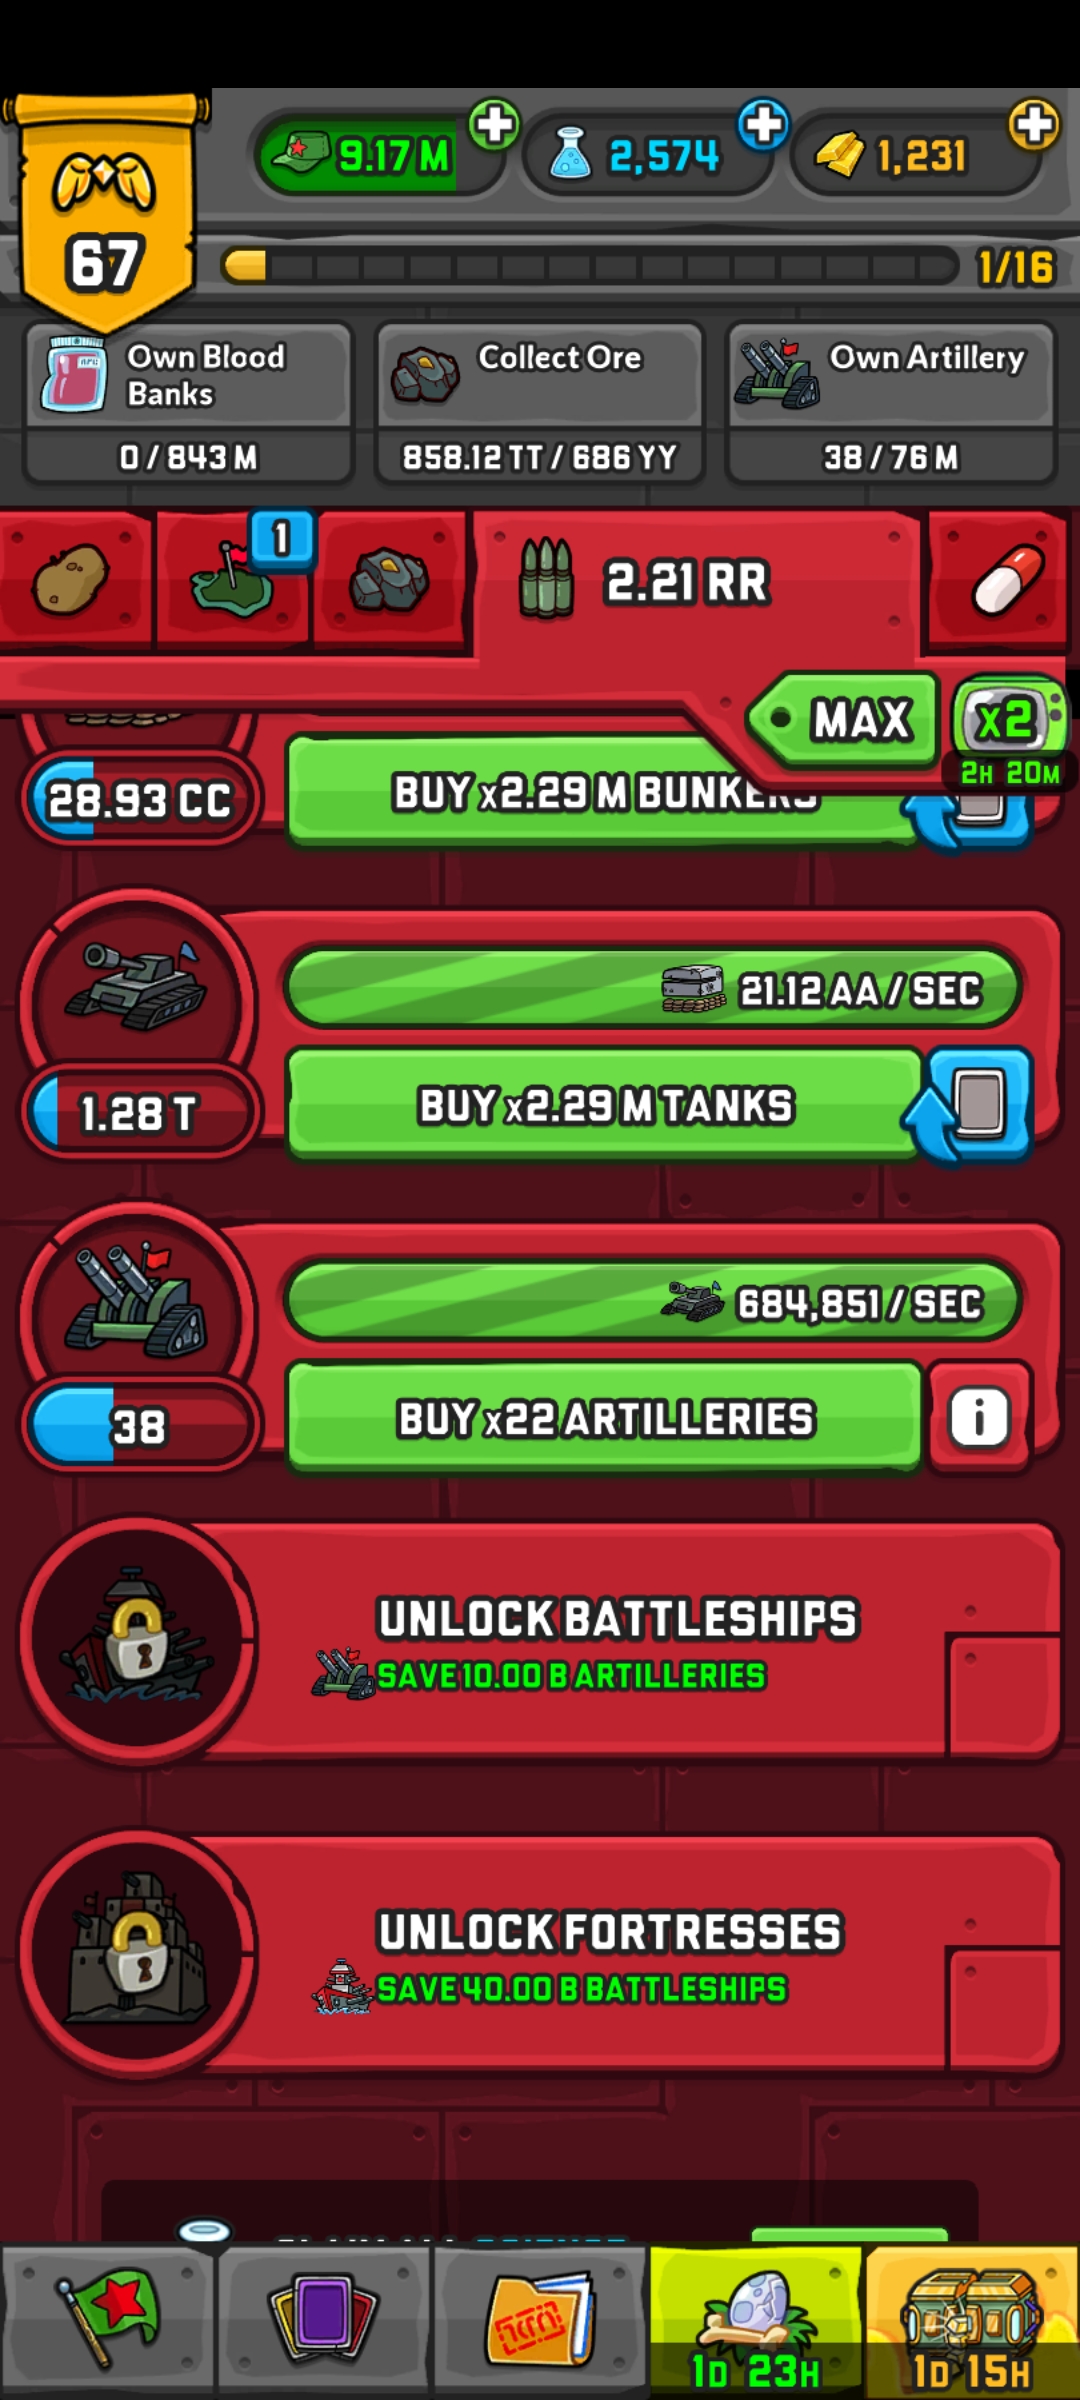 9.17 M
2,574
1,231
67
1/16
Own Blood
Banks
0 / 843 M
Collect Ore
858.12 TT / 686 YY
Own Artillery
38 / 76 M
1
2.21 RR
MAX
x2
2H 20M
28.93 CC
BUY x2.29 M BUNKERS
21.12 AA / SEC
1.28 T
BUY x2.29 M TANKS
684,851 / SEC
38
BUY x22 ARTILLERIES
i
UNLOCK BATTLESHIPS
SAVE 10.00 B ARTILLERIES
UNLOCK FORTRESSES
SAVE 40.00 B BATTLESHIPS
1D 23H
1D 15H